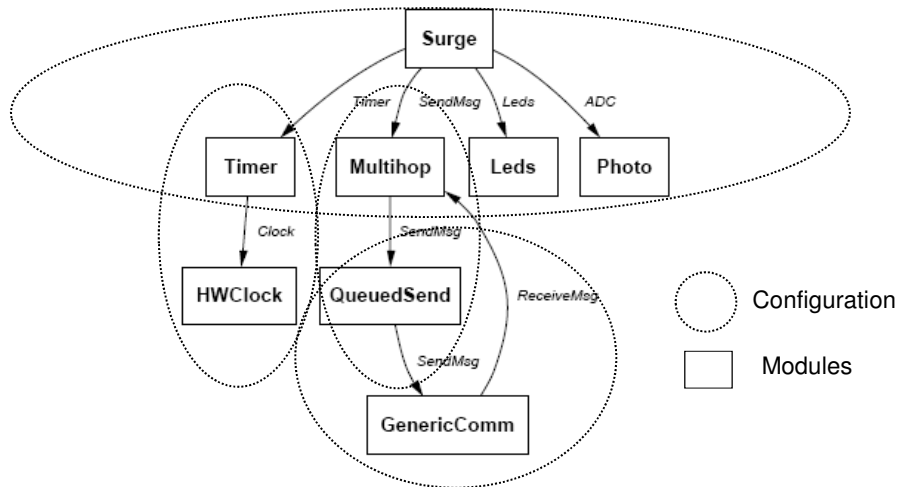 Surge
Timer SendMsg Leds ADC
Timer Multihop Leds Photo
Clock SendMsg
HWClock QueuedSend ReceiveMsg Configuration
SendMsg Modules
GenericComm